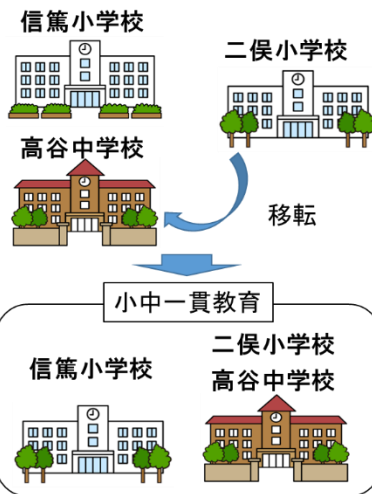 信篤小学校
二俣小学校
高谷中学校
移転
小中一貫教育
信篤小学校
二俣小学校
高谷中学校